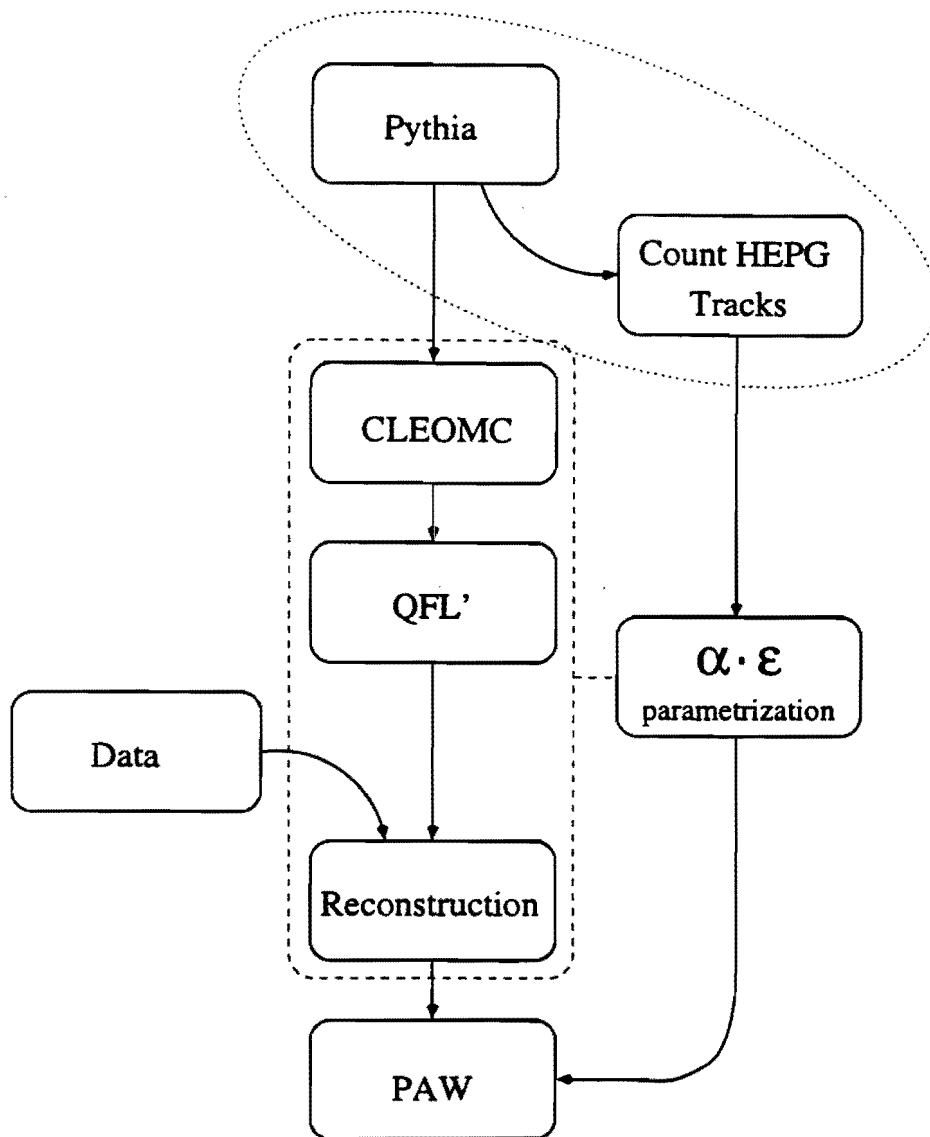 Pythia
Count HEPG
Tracks
CLEOMC
QFL'
α · ε
parametrization
Data
Reconstruction
PAW